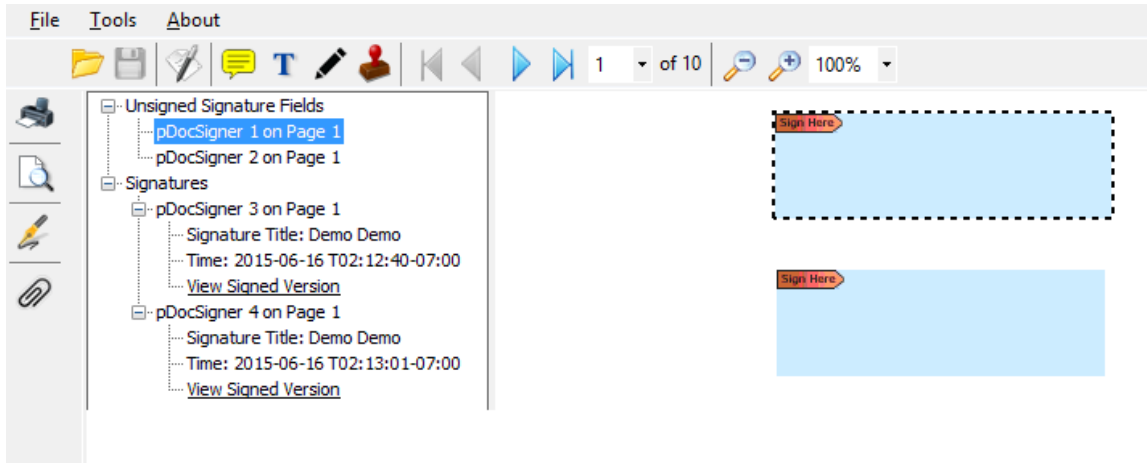 File Tools About
T 1 of 10 100%
Unsigned Signature Fields
pDocSigner 1 on Page 1
pDocSigner 2 on Page 1
Signatures
pDocSigner 3 on Page 1
Signature Title: Demo Demo
Time: 2015-06-16 T02:12:40-07:00
View Signed Version
pDocSigner 4 on Page 1
Signature Title: Demo Demo
Time: 2015-06-16 T02:13:01-07:00
View Signed Version
Sign Here
Sign Here